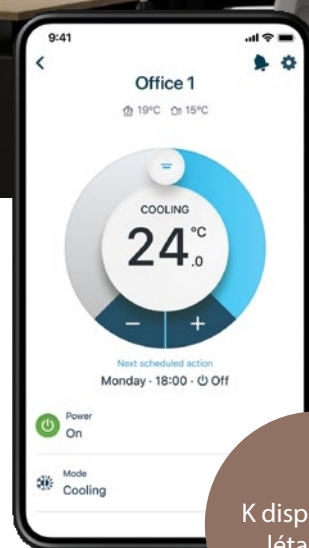 9:41
Office 1
19°C 15°C
COOLING
24.0 °C
− +
Next scheduled action
Monday · 18:00 · Off
Power
On
Mode
Cooling
K disp
léta